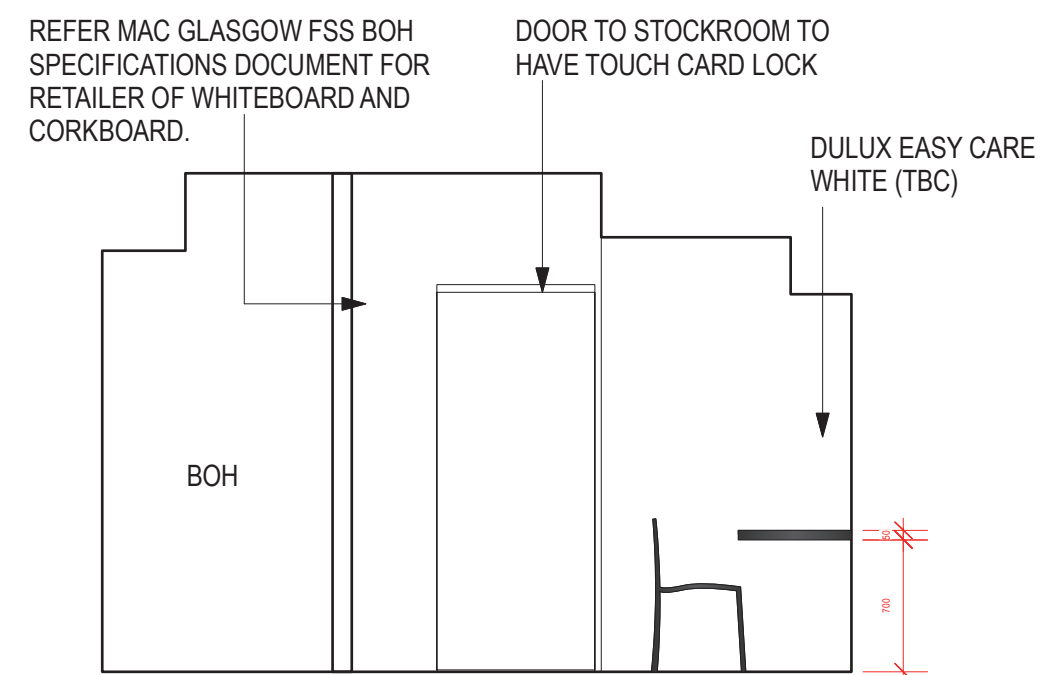 REFER MAC GLASGOW FSS BOH
SPECIFICATIONS DOCUMENT FOR
RETAILER OF WHITEBOARD AND
CORKBOARD.
DOOR TO STOCKROOM TO
HAVE TOUCH CARD LOCK
DULUX EASY CARE
WHITE (TBC)
BOH
50
700